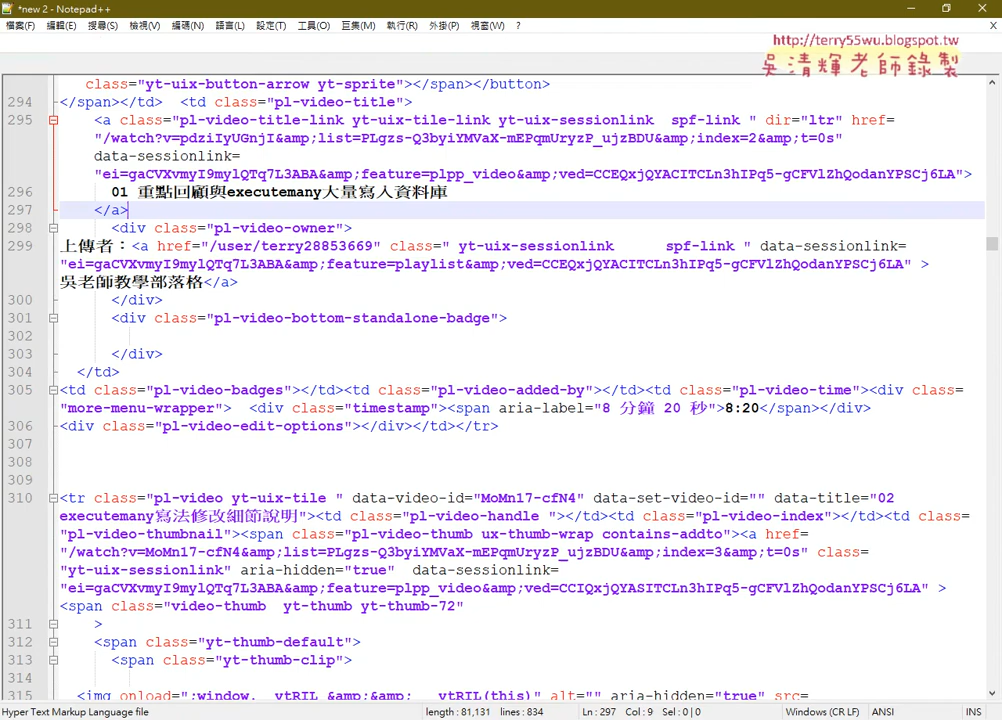 *new 2 - Notepad++
檔案(F) 編輯(E) 搜尋(S) 檢視(V) 編碼(N) 語言(L) 設定(T) 工具(O) 巨集(M) 執行(R) 外掛(P) 視窗(W) ? X
http://terry55wu.blogspot.tw
吳清輝老師錄製
class="yt-uix-button-arrow yt-sprite"></span></button>
294 </span></td>  <td class="pl-video-title">
295 <a class="pl-video-title-link yt-uix-tile-link yt-uix-sessionlink  spf-link " dir="ltr" href=
"/watch?v=pdziIyUGnjI&amp;list=PLgzs-Q3byiYMVaX-mEPqmUryzP_ujzBDU&amp;index=2&amp;t=0s"
data-sessionlink=
"ei=gaCVXvmyI9mylQTq7L3ABA&amp;feature=plpp_video&amp;ved=CCEQxjQYACITCLn3hIPq5-gCFVlZhQodanYPSCj6LA">
296 01 重點回顧與executemany大量寫入資料庫
297 </a>
298 <div class="pl-video-owner">
299 上傳者：<a href="/user/terry28853669" class=" yt-uix-sessionlink      spf-link " data-sessionlink=
"ei=gaCVXvmyI9mylQTq7L3ABA&amp;feature=playlist&amp;ved=CCEQxjQYACITCLn3hIPq5-gCFVlZhQodanYPSCj6LA" >
吳老師教學部落格</a>
300 </div>
301 <div class="pl-video-bottom-standalone-badge">
302
303 </div>
304 </td>
305 <td class="pl-video-badges"></td><td class="pl-video-added-by"></td><td class="pl-video-time"><div class=
"more-menu-wrapper">  <div class="timestamp"><span aria-label="8 分鐘 20 秒">8:20</span></div>
306 <div class="pl-video-edit-options"></div></td></tr>
307
308
309
310 <tr class="pl-video yt-uix-tile " data-video-id="MoMn17-cfN4" data-set-video-id="" data-title="02
executemany寫法修改細節說明"><td class="pl-video-handle "></td><td class="pl-video-index"></td><td class=
"pl-video-thumbnail"><span class="pl-video-thumb ux-thumb-wrap contains-addto"><a href=
"/watch?v=MoMn17-cfN4&amp;list=PLgzs-Q3byiYMVaX-mEPqmUryzP_ujzBDU&amp;index=3&amp;t=0s" class=
"yt-uix-sessionlink" aria-hidden="true"  data-sessionlink=
"ei=gaCVXvmyI9mylQTq7L3ABA&amp;feature=plpp_video&amp;ved=CCIQxjQYASITCLn3hIPq5-gCFVlZhQodanYPSCj6LA" >
<span class="video-thumb  yt-thumb yt-thumb-72"
311 >
312 <span class="yt-thumb-default">
313 <span class="yt-thumb-clip">
314
315 <img onload=";window.__ytRIL &amp;&amp; __ytRIL(this)" alt="" aria-hidden="true" src=
Hyper Text Markup Language file length : 81,131 lines : 834 Ln : 297 Col : 9 Sel : 0 | 0 Windows (CR LF) ANSI INS